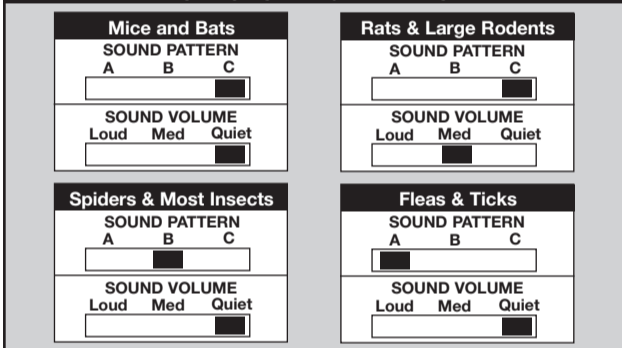 Mice and Bats
SOUND PATTERN
A B C
SOUND VOLUME
Loud Med Quiet
Rats & Large Rodents
SOUND PATTERN
A B C
SOUND VOLUME
Loud Med Quiet
Spiders & Most Insects
SOUND PATTERN
A B C
SOUND VOLUME
Loud Med Quiet
Fleas & Ticks
SOUND PATTERN
A B C
SOUND VOLUME
Loud Med Quiet